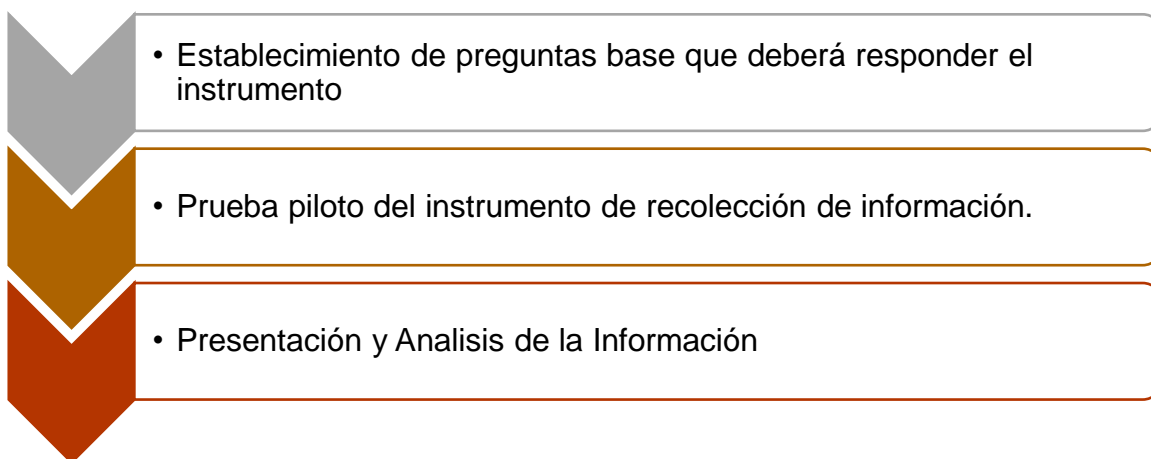 • Establecimiento de preguntas base que deberá responder el
instrumento
• Prueba piloto del instrumento de recolección de información.
• Presentación y Analisis de la Información